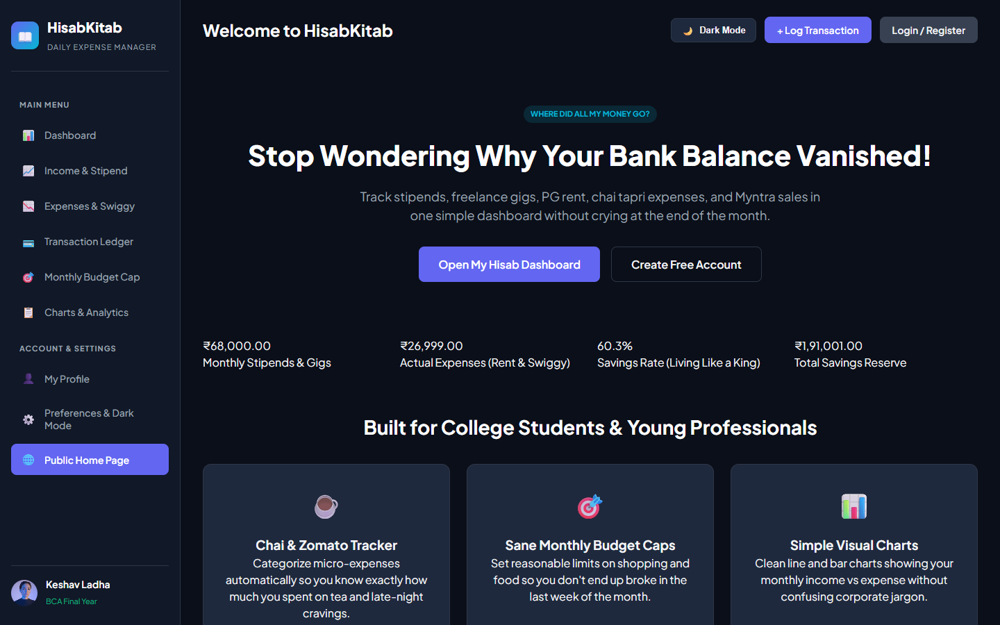 HisabKitab
DAILY EXPENSE MANAGER
MAIN MENU
Dashboard
Income & Stipend
Expenses & Swiggy
Transaction Ledger
Monthly Budget Cap
Charts & Analytics
ACCOUNT & SETTINGS
My Profile
Preferences & Dark
Mode
Public Home Page
Keshav Ladha
BCA Final Year
Welcome to HisabKitab
Dark Mode
+ Log Transaction
Login / Register
WHERE DID ALL MY MONEY GO?
Stop Wondering Why Your Bank Balance Vanished!
Track stipends, freelance gigs, PG rent, chai tapri expenses, and Myntra sales in
one simple dashboard without crying at the end of the month.
Open My Hisab Dashboard
Create Free Account
₹68,000.00
Monthly Stipends & Gigs
₹26,999.00
Actual Expenses (Rent & Swiggy)
60.3%
Savings Rate (Living Like a King)
₹1,91,001.00
Total Savings Reserve
Built for College Students & Young Professionals
Chai & Zomato Tracker
Categorize micro-expenses
automatically so you know exactly how
much you spent on tea and late-night
cravings.
Sane Monthly Budget Caps
Set reasonable limits on shopping and
food so you don't end up broke in the
last week of the month.
Simple Visual Charts
Clean line and bar charts showing your
monthly income vs expense without
confusing corporate jargon.